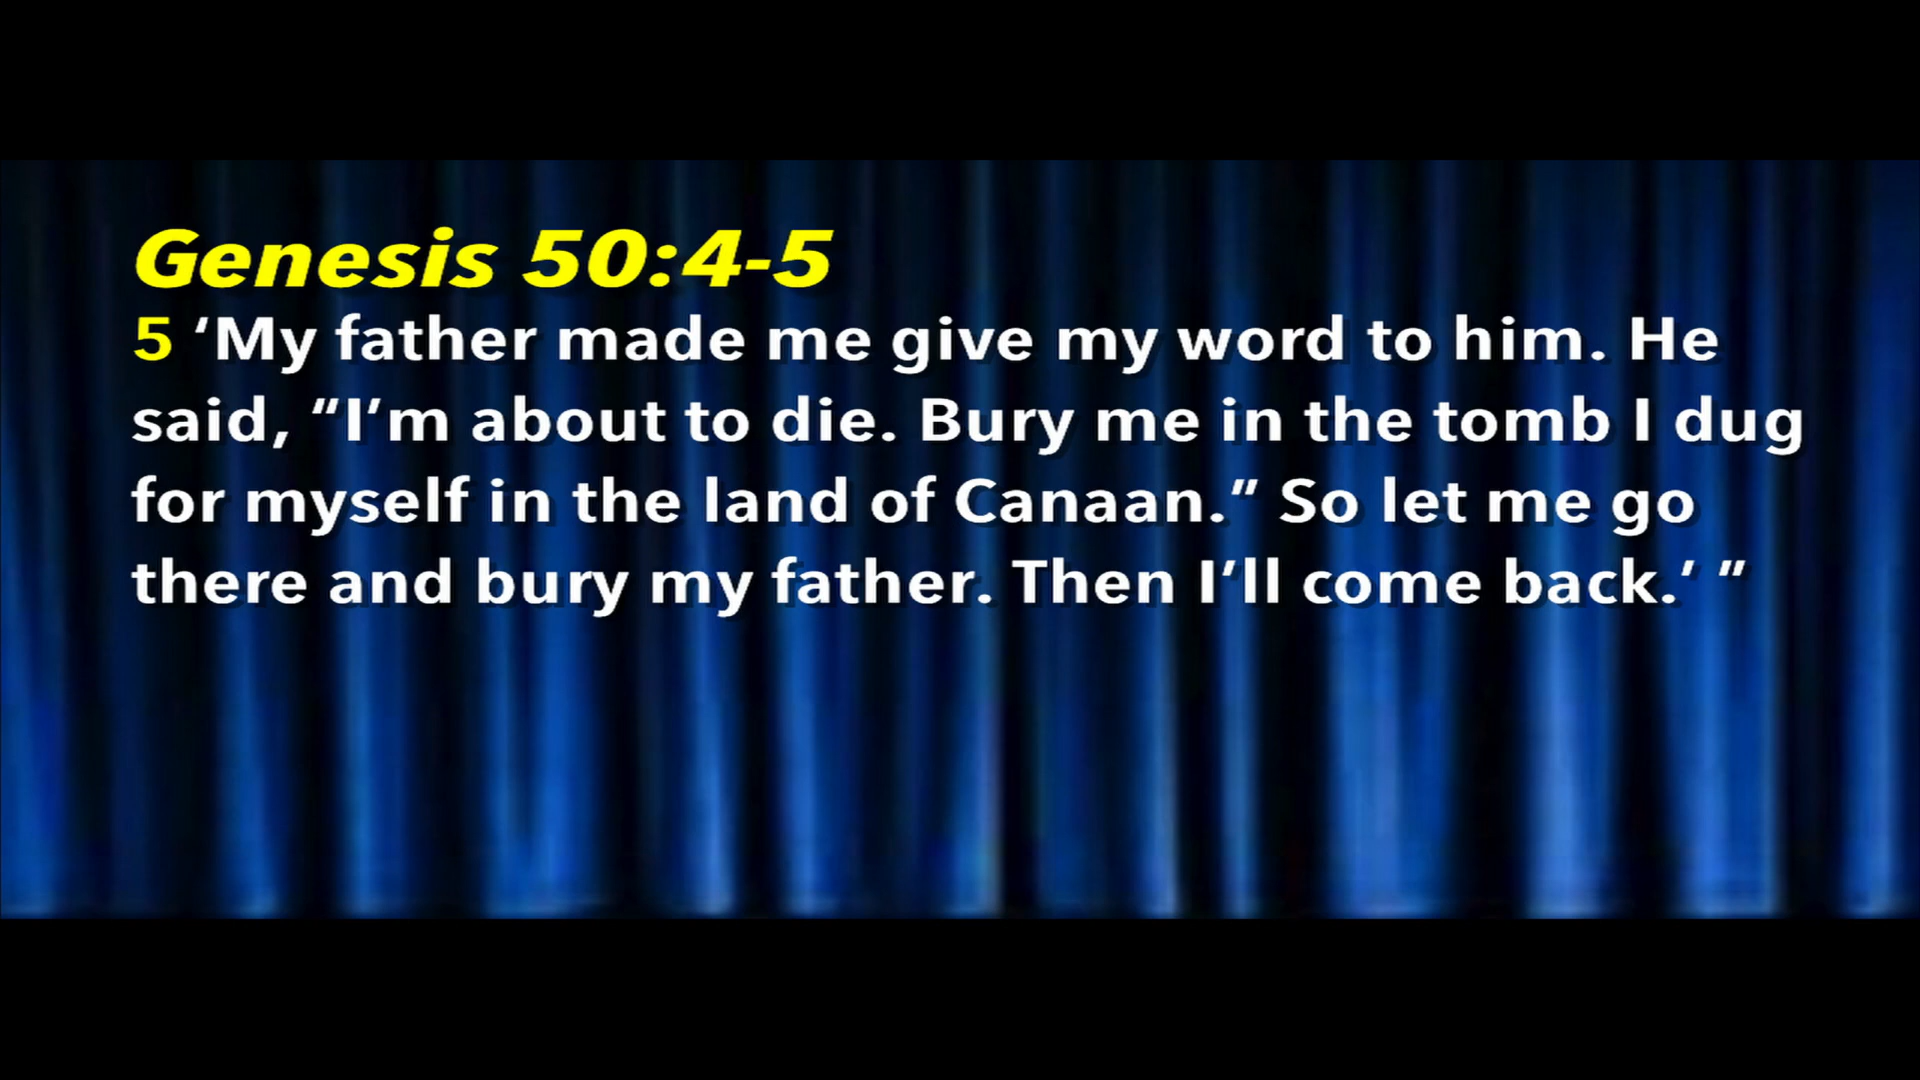 Genesis 50:4-5
5 ‘My father made me give my word to him. He
said, “I’m about to die. Bury me in the tomb I dug
for myself in the land of Canaan.” So let me go
there and bury my father. Then I’ll come back.’ ”